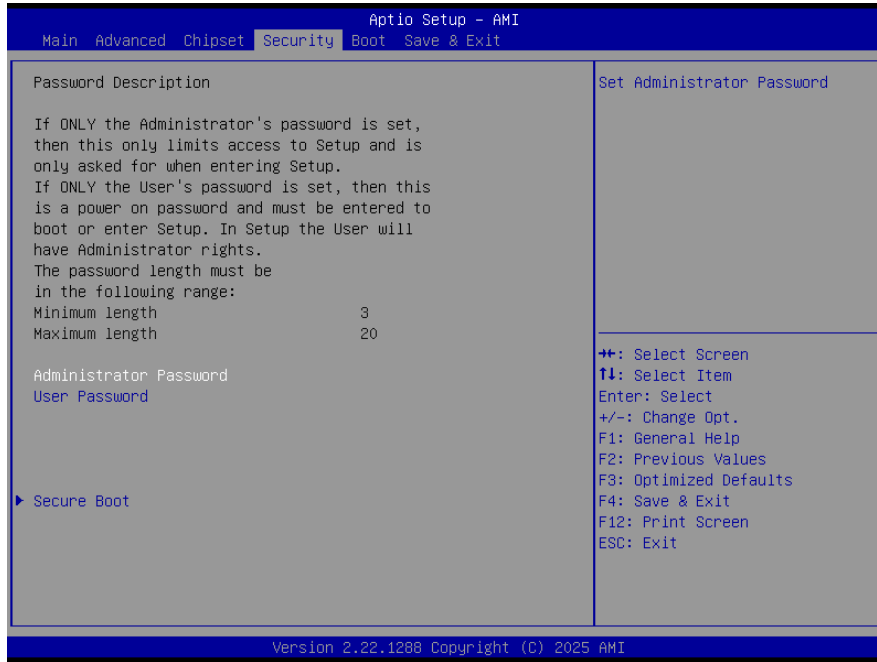 Aptio Setup - AMI
Main Advanced Chipset Security Boot Save & Exit
Password Description
If ONLY the Administrator's password is set,
then this only limits access to Setup and is
only asked for when entering Setup.
If ONLY the User's password is set, then this
is a power on password and must be entered to
boot or enter Setup. In Setup the User will
have Administrator rights.
The password length must be
in the following range:
Minimum length 3
Maximum length 20
Administrator Password
User Password
Secure Boot
Set Administrator Password
→←: Select Screen
↑↓: Select Item
Enter: Select
+/-: Change Opt.
F1: General Help
F2: Previous Values
F3: Optimized Defaults
F4: Save & Exit
F12: Print Screen
ESC: Exit
Version 2.22.1288 Copyright (C) 2025 AMI